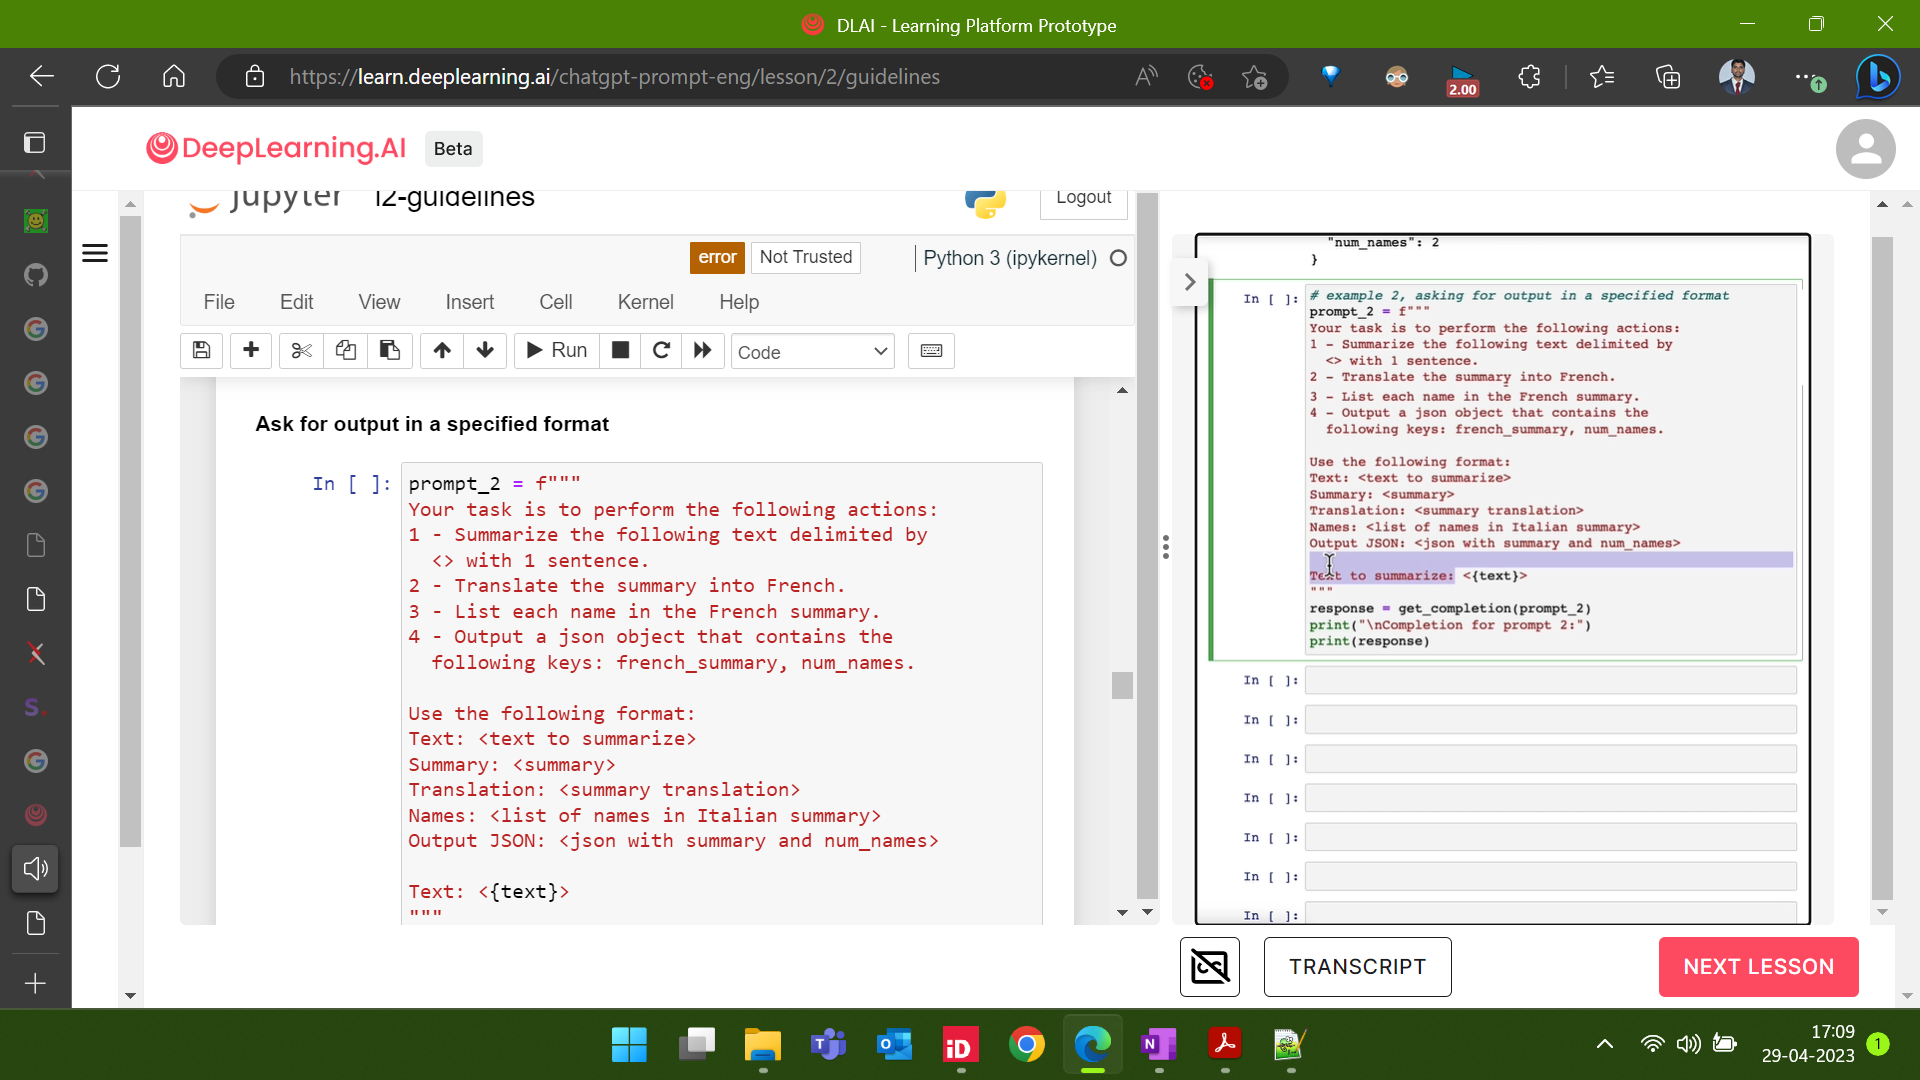 DLAI - Learning Platform Prototype
https://learn.deeplearning.ai/chatgpt-prompt-eng/lesson/2/guidelines
2.00
DeepLearning.AI
Beta
jupyter l2-guidelines
Logout
error
Not Trusted
Python 3 (ipykernel)
File Edit View Insert Cell Kernel Help
Run
Code
Ask for output in a specified format
In [ ]: prompt_2 = f"""
Your task is to perform the following actions:
1 - Summarize the following text delimited by
<> with 1 sentence.
2 - Translate the summary into French.
3 - List each name in the French summary.
4 - Output a json object that contains the
following keys: french_summary, num_names.
Use the following format:
Text: <text to summarize>
Summary: <summary>
Translation: <summary translation>
Names: <list of names in Italian summary>
Output JSON: <json with summary and num_names>
Text: <{text}>
"""
"num_names": 2
}
In [ ]: # example 2, asking for output in a specified format
prompt_2 = f"""
Your task is to perform the following actions:
1 - Summarize the following text delimited by
<> with 1 sentence.
2 - Translate the summary into French.
3 - List each name in the French summary.
4 - Output a json object that contains the
following keys: french_summary, num_names.
Use the following format:
Text: <text to summarize>
Summary: <summary>
Translation: <summary translation>
Names: <list of names in Italian summary>
Output JSON: <json with summary and num_names>
Text to summarize: <{text}>
"""
response = get_completion(prompt_2)
print("\nCompletion for prompt 2:")
print(response)
In [ ]:
In [ ]:
In [ ]:
In [ ]:
In [ ]:
In [ ]:
In [ ]:
CC
TRANSCRIPT
NEXT LESSON
17:09
29-04-2023
1